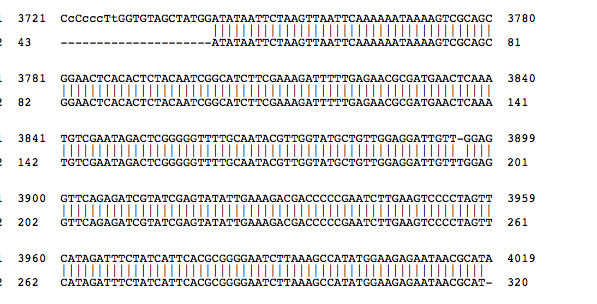 1 3721 CcCcccTtGGTGTAGCTATGGATATAATTCTAAGTTAATTCAAAAAATAAAAGTCGCAGC 3780
2 43 ---------------------ATATAATTCTAAGTTAATTCAAAAAATAAAAGTCGCAGC 81
1 3781 GGAACTCACACTCTACAATCGGCATCTTCGAAAGATTTTTGAGAACGCGATGAACTCAAA 3840
2 82 GGAACTCACACTCTACAATCGGCATCTTCGAAAGATTTTTGAGAACGCGATGAACTCAAA 141
1 3841 TGTCGAATAGACTCGGGGGTTTTGCAATACGTTGGTATGCTGTTGGAGGATTGTT-GGAG 3899
2 142 TGTCGAATAGACTCGGGGGTTTTGCAATACGTTGGTATGCTGTTGGAGGATTGTTTGGAG 201
1 3900 GTTCAGAGATCGTATCGAGTATATTGAAAGACGACCCCCGAATCTTGAAGTCCCCTAGTT 3959
2 202 GTTCAGAGATCGTATCGAGTATATTGAAAGACGACCCCCGAATCTTGAAGTCCCCTAGTT 261
1 3960 CATAGATTTCTATCATTCACGCGGGGAATCTTAAAGCCATATGGAAGAGAATAACGCATA 4019
2 262 CATAGATTTCTATCATTCACGCGGGGAATCTTAAAGCCATATGGAAGAGAATAACGCAT- 320